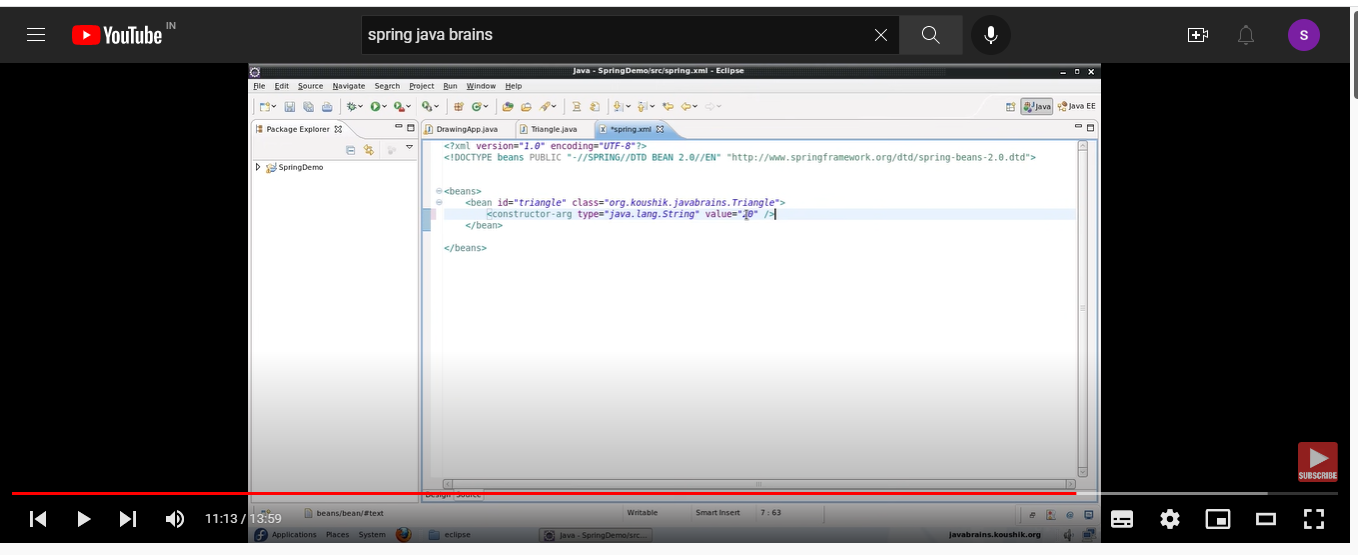 YouTube IN
spring java brains
S
Java - SpringDemo/src/spring.xml - Eclipse
File Edit Source Navigate Search Project Run Window Help
Java Java EE
Package Explorer
DrawingApp.java Triangle.java *spring.xml
SpringDemo
<?xml version="1.0" encoding="UTF-8"?>
<!DOCTYPE beans PUBLIC "-//SPRING//DTD BEAN 2.0//EN" "http://www.springframework.org/dtd/spring-beans-2.0.dtd">
<beans>
<bean id="triangle" class="org.koushik.javabrains.Triangle">
<constructor-arg type="java.lang.String" value="20" />
</bean>
</beans>
SUBSCRIBE
Design Source
beans/bean/#text Writable Smart Insert 7 : 63
11:13 / 13:59
Applications Places System eclipse Java - SpringDemo/src... javabrains.koushik.org